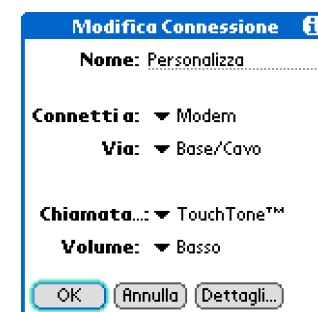 Modifica Connessione i
Nome: Personalizza
Connetti a: Modem
Via: Base/Cavo
Chiamata...: TouchTone™
Volume: Basso
OK Annulla Dettagli...